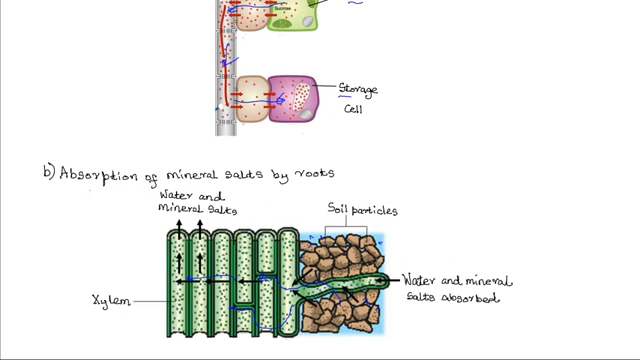 Sucrose
Storage
Cell
b) Absorption of mineral salts by roots
Water and
mineral salts
Soil particles
Water and mineral
salts absorbed
Xylem